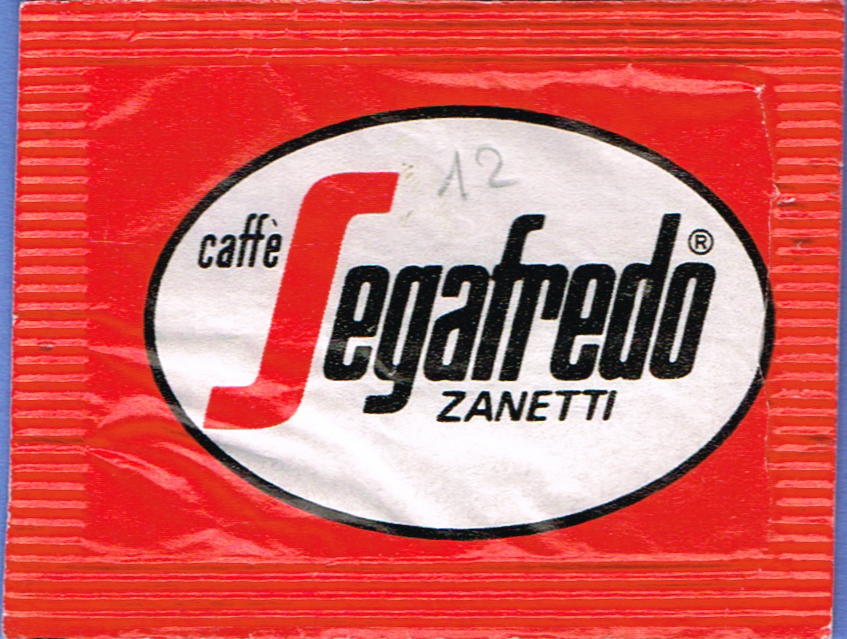 12
caffè
Segafredo®
ZANETTI